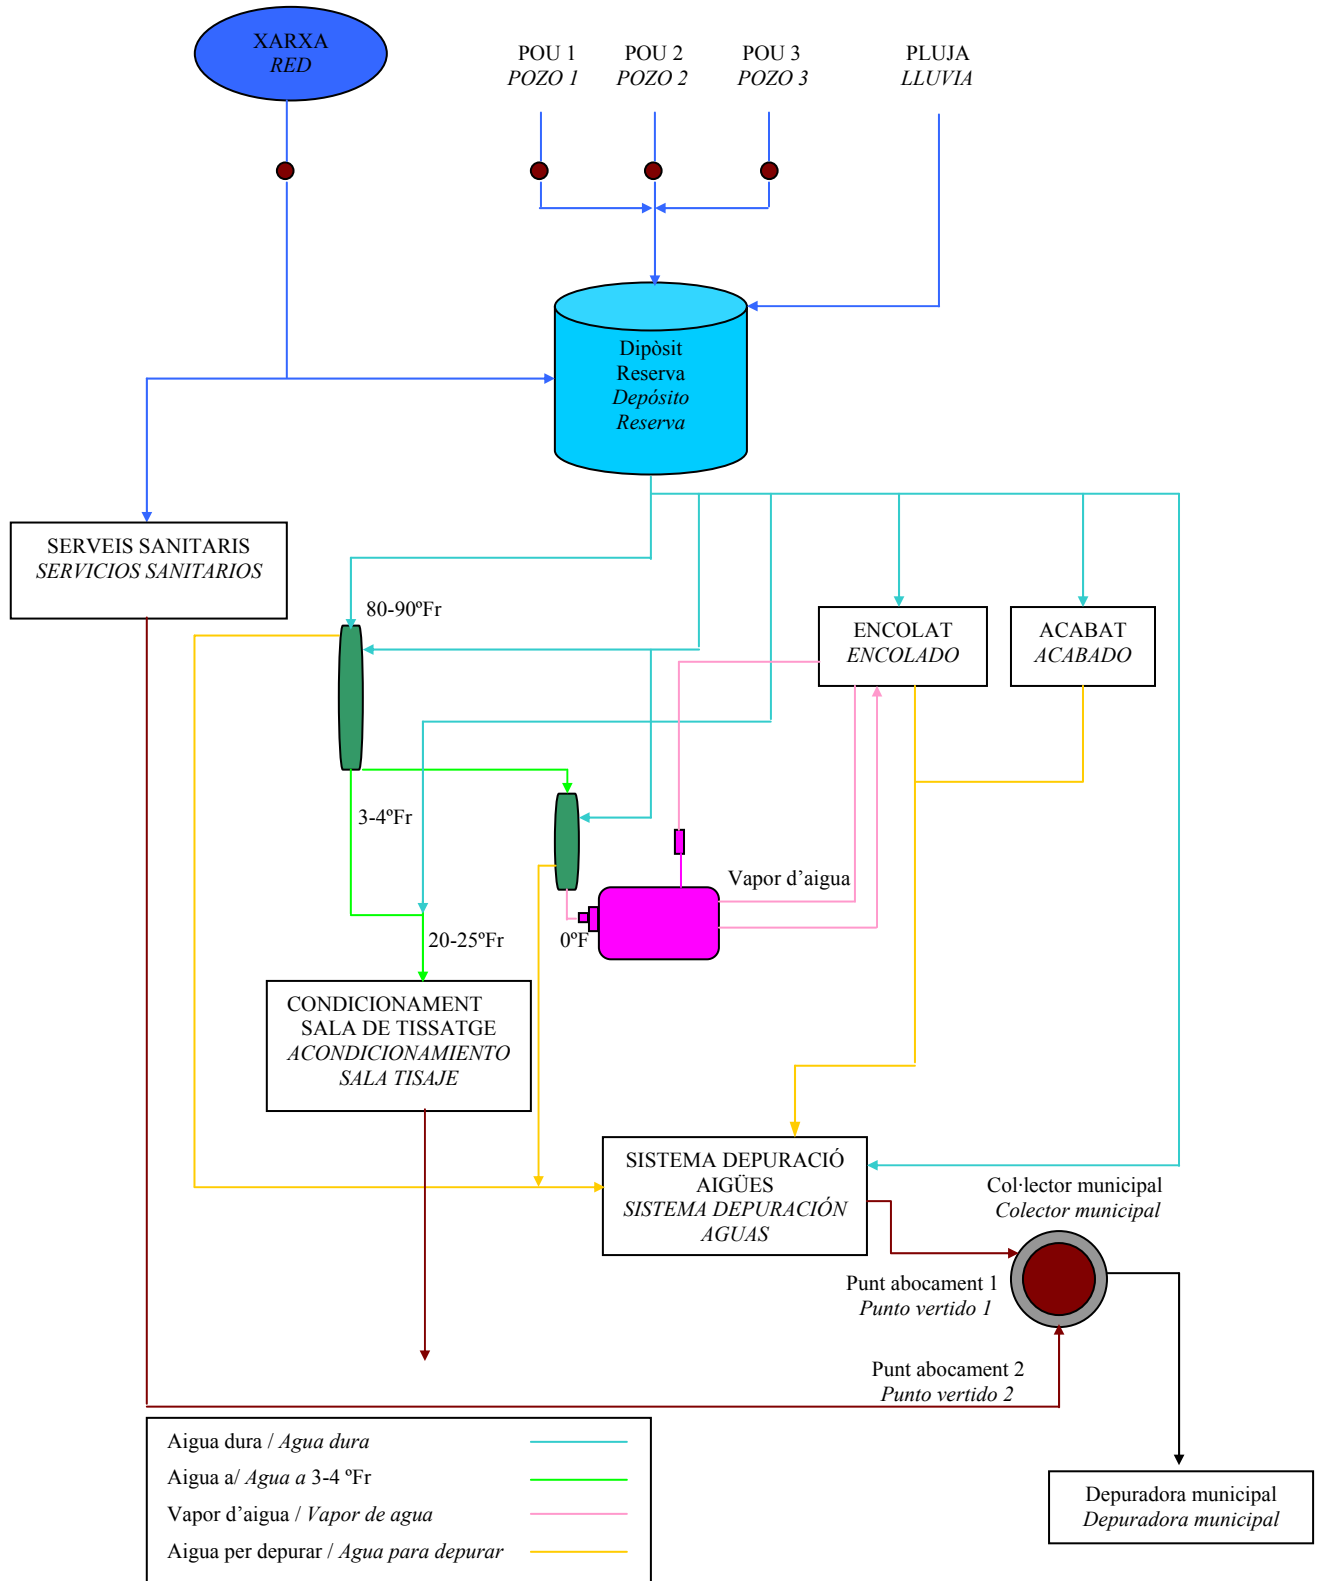 XARXA
RED
POU 1
POZO 1
POU 2
POZO 2
POU 3
POZO 3
PLUJA
LLUVIA
Dipòsit
Reserva
Depósito
Reserva
SERVEIS SANITARIS
SERVICIOS SANITARIOS
80-90ºFr
ENCOLAT
ENCOLADO
ACABAT
ACABADO
3-4ºFr
Vapor d’aigua
20-25ºFr
0ºF
CONDICIONAMENT
SALA DE TISSATGE
ACONDICIONAMIENTO
SALA TISAJE
SISTEMA DEPURACIÓ
AIGÜES
SISTEMA DEPURACIÓN
AGUAS
Col·lector municipal
Colector municipal
Punt abocament 1
Punto vertido 1
Punt abocament 2
Punto vertido 2
Aigua dura / Agua dura
Aigua a/ Agua a 3-4 ºFr
Vapor d’aigua / Vapor de agua
Aigua per depurar / Agua para depurar
Depuradora municipal
Depuradora municipal